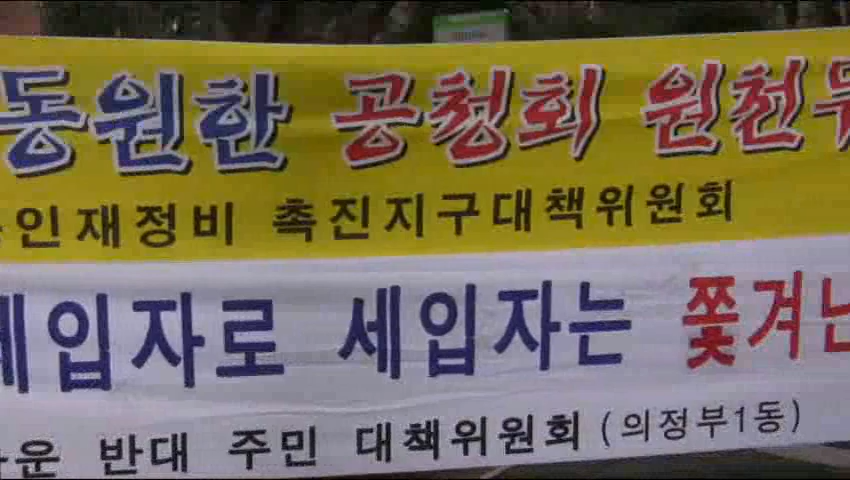 동원한 공청회 원천무
인재정비 촉진지구대책위원회
세입자로 세입자는 쫓겨난
운 반대 주민 대책위원회 (의정부1동)